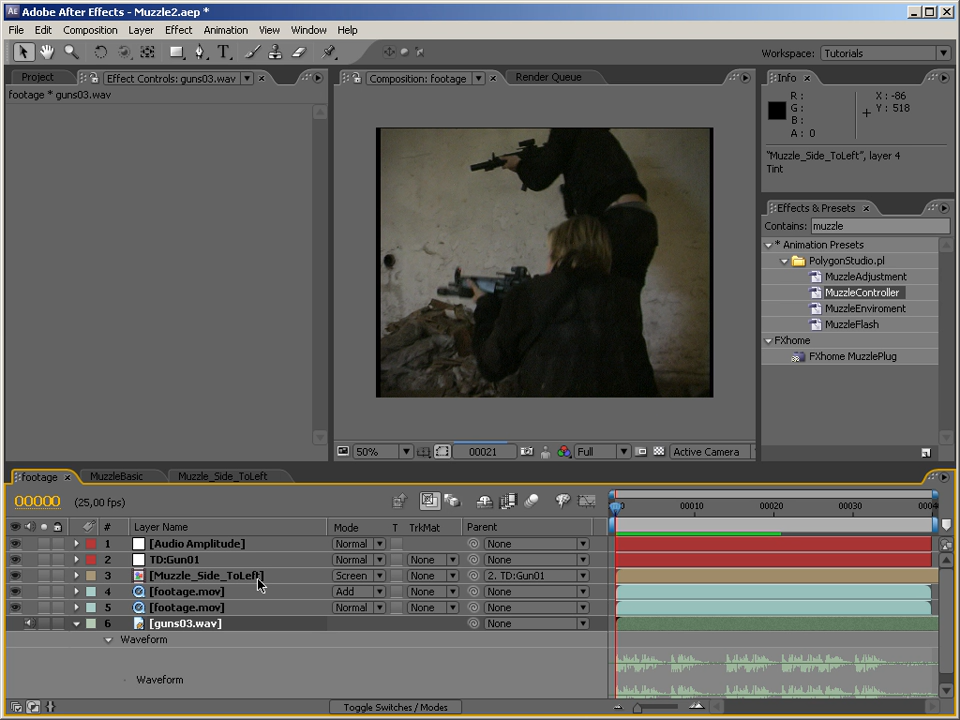 Adobe After Effects - Muzzle2.aep *
File Edit Composition Layer Effect Animation View Window Help
Workspace: Tutorials
Project Effect Controls: guns03.wav
footage * guns03.wav
Composition: footage Render Queue
Info
R :
G :
B :
A : 0
X : -86
Y : 518
"Muzzle_Side_ToLeft", layer 4
Tint
Effects & Presets
Contains: muzzle
* Animation Presets
PolygonStudio.pl
MuzzleAdjustment
MuzzleController
MuzzleEnviroment
MuzzleFlash
FXhome
FXhome MuzzlePlug
50% 00021 Full Active Camera
footage MuzzleBasic Muzzle_Side_ToLeft
00000 (25,00 fps)
00010 00020 00030 0004
# Layer Name Mode T TrkMat Parent
1 [Audio Amplitude] Normal None
2 TD:Gun01 Normal None None
3 [Muzzle_Side_ToLeft] Screen None 2. TD:Gun01
4 [footage.mov] Add None None
5 [footage.mov] Normal None None
6 [guns03.wav] None
Waveform
Waveform
Toggle Switches / Modes